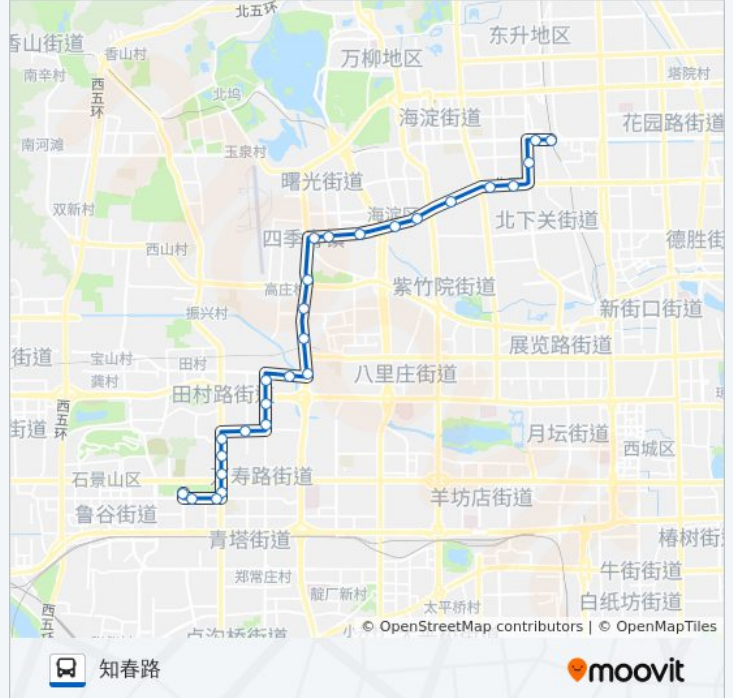 北五环
香山街道
香山村
万柳地区
东升地区
南辛村
西五环
北坞
塔院村
海淀街道
花园路街道
南河滩
玉泉村
曙光街道
双新村
海淀区
北下关街道
四季
镇
德胜街
西山村
高庄村
紫竹院街道
振兴村
新街口街道
街道
宝山村
田村
展览路街道
龚村
田村路街道
八里庄街道
西五环
街道
月坛街道
西城区
石景山区
寿路街道
羊坊店街道
鲁谷街道
青塔街道
椿树街道
郑常庄村
牛街街道
靛厂新村
太平桥村
白纸坊街道
西五环
© OpenStreetMap contributors | © OpenMapTiles
知春路
moovit